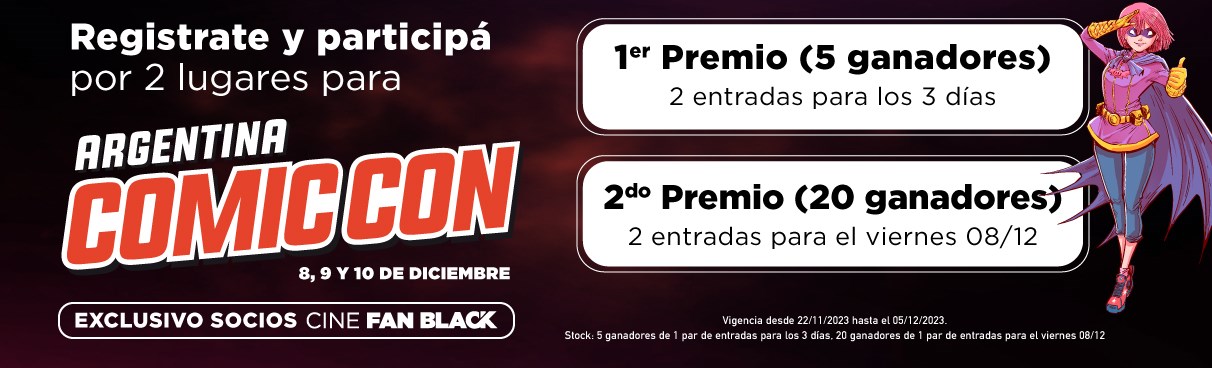 Registrate y participá
por 2 lugares para
ARGENTINA
COMIC CON
8, 9 Y 10 DE DICIEMBRE
EXCLUSIVO SOCIOS CINE FAN BLACK
1er Premio (5 ganadores)
2 entradas para los 3 días
2do Premio (20 ganadores)
2 entradas para el viernes 08/12
Vigencia desde 22/11/2023 hasta el 05/12/2023.
Stock: 5 ganadores de 1 par de entradas para los 3 días, 20 ganadores de 1 par de entradas para el viernes 08/12